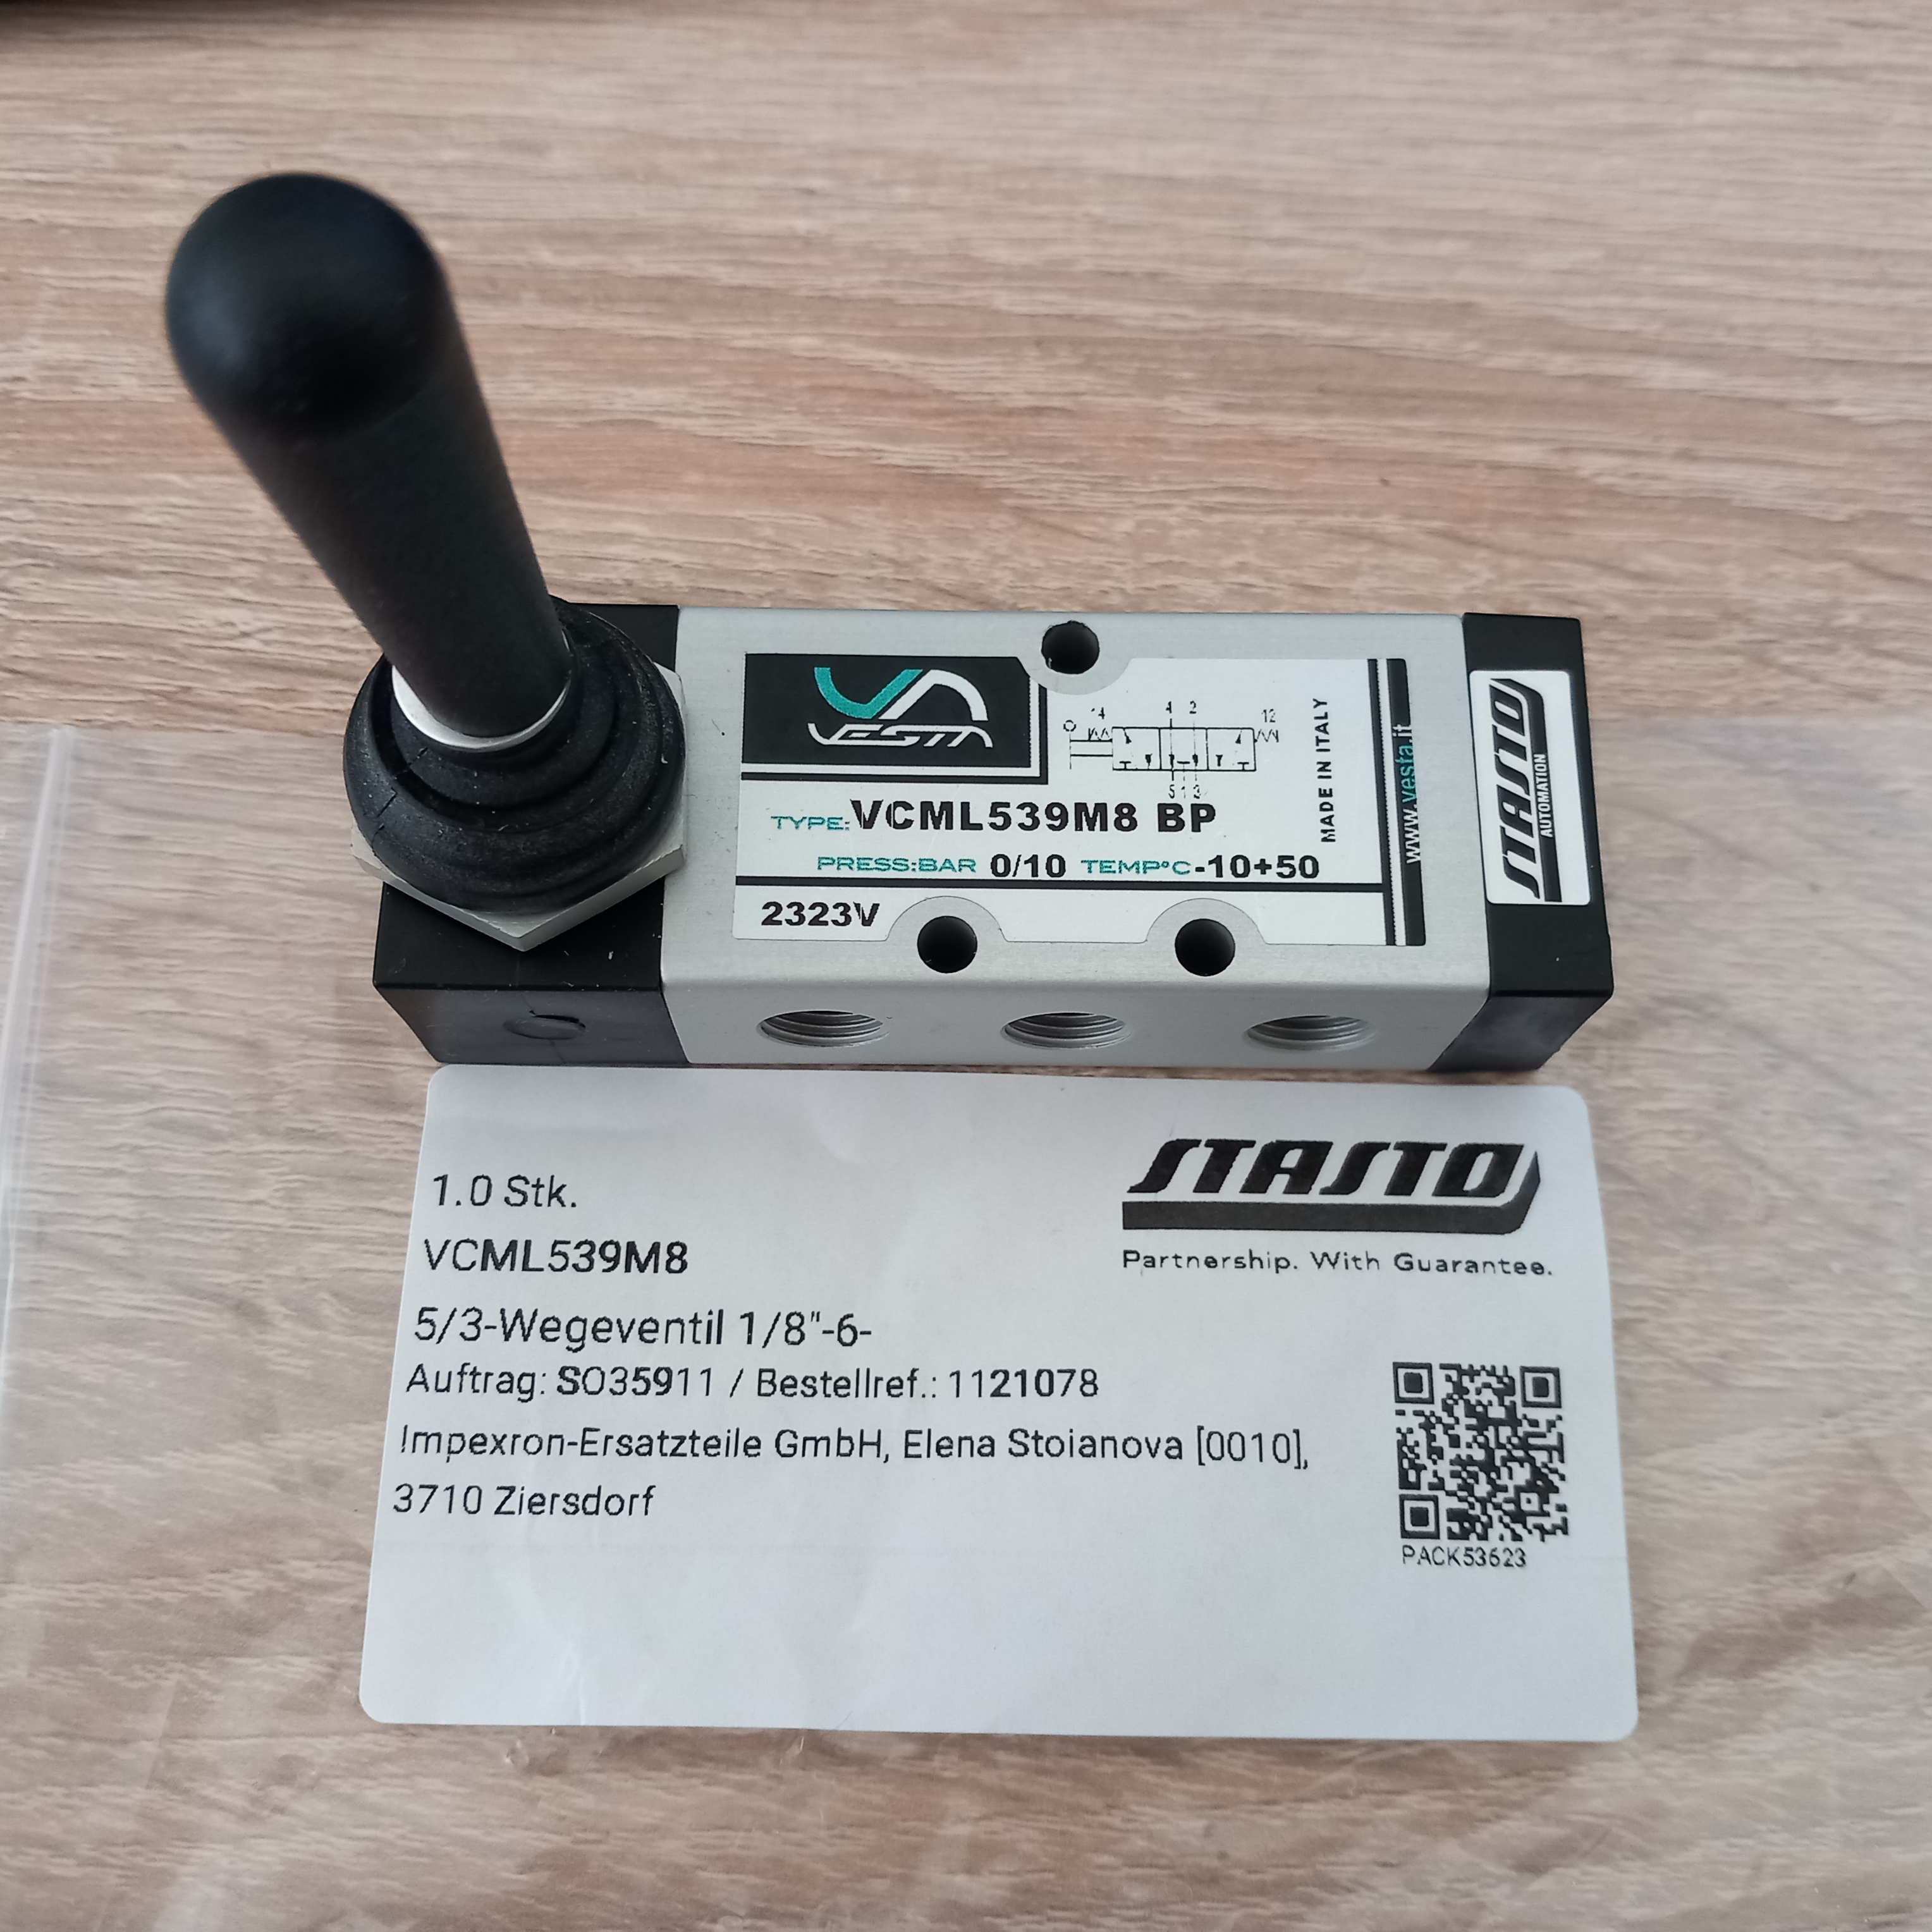 VESTA
14 4 2 12
5 1 3
TYPE: VCML539M8 BP
PRESS:BAR 0/10 TEMP°C -10+50
2323V
MADE IN ITALY
www.vesta.it
STASTO
AUTOMATION
STASTO
Partnership. With Guarantee.
1.0 Stk.
VCML539M8
5/3-Wegeventil 1/8"-6-
Auftrag: SO35911 / Bestellref.: 1121078
Impexron-Ersatzteile GmbH, Elena Stoianova [0010],
3710 Ziersdorf
PACK53623